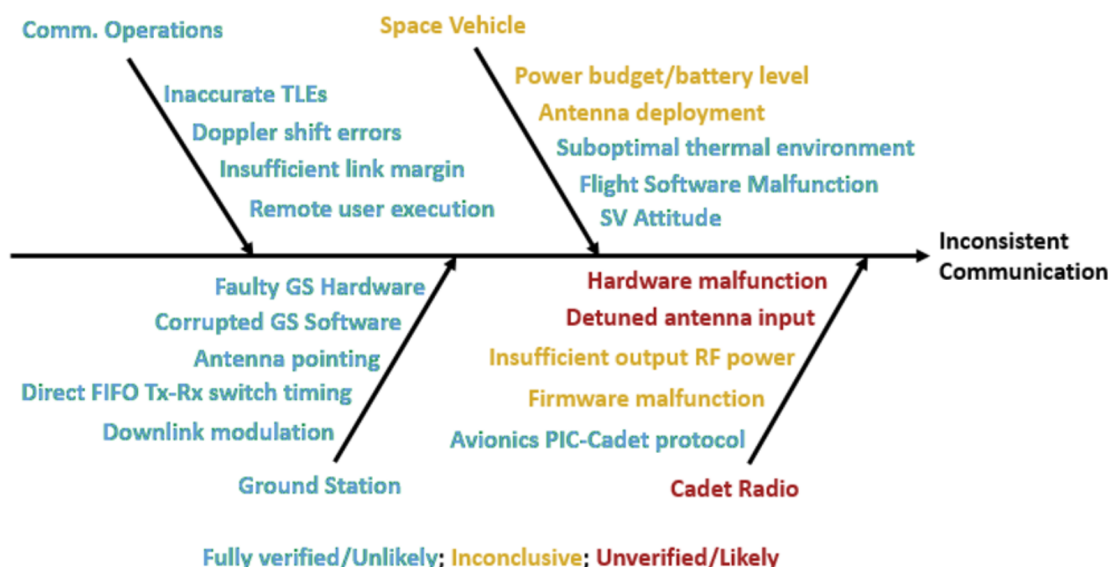 Comm. Operations
Inaccurate TLEs
Doppler shift errors
Insufficient link margin
Remote user execution
Space Vehicle
Power budget/battery level
Antenna deployment
Suboptimal thermal environment
Flight Software Malfunction
SV Attitude
Inconsistent
Communication
Faulty GS Hardware
Corrupted GS Software
Antenna pointing
Direct FIFO Tx-Rx switch timing
Downlink modulation
Ground Station
Hardware malfunction
Detuned antenna input
Insufficient output RF power
Firmware malfunction
Avionics PIC-Cadet protocol
Cadet Radio
Fully verified/Unlikely; Inconclusive; Unverified/Likely